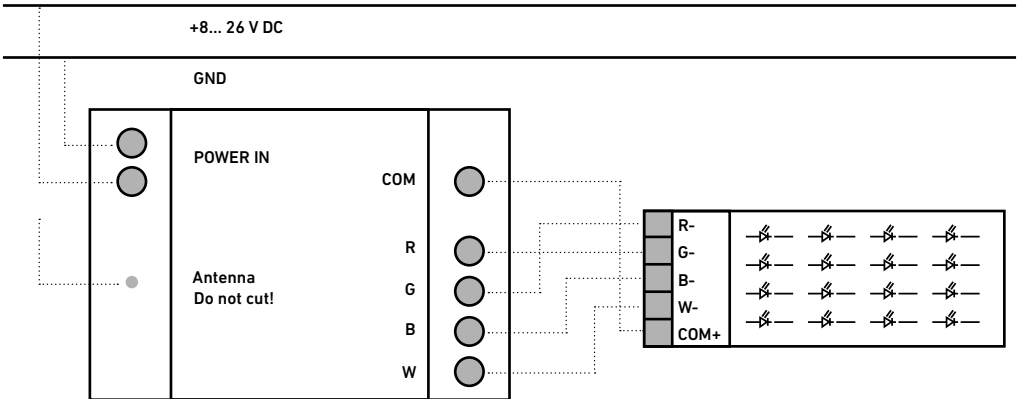 +8... 26 V DC
GND
POWER IN
COM
R
G
B
W
Antenna
Do not cut!
R-
G-
B-
W-
COM+